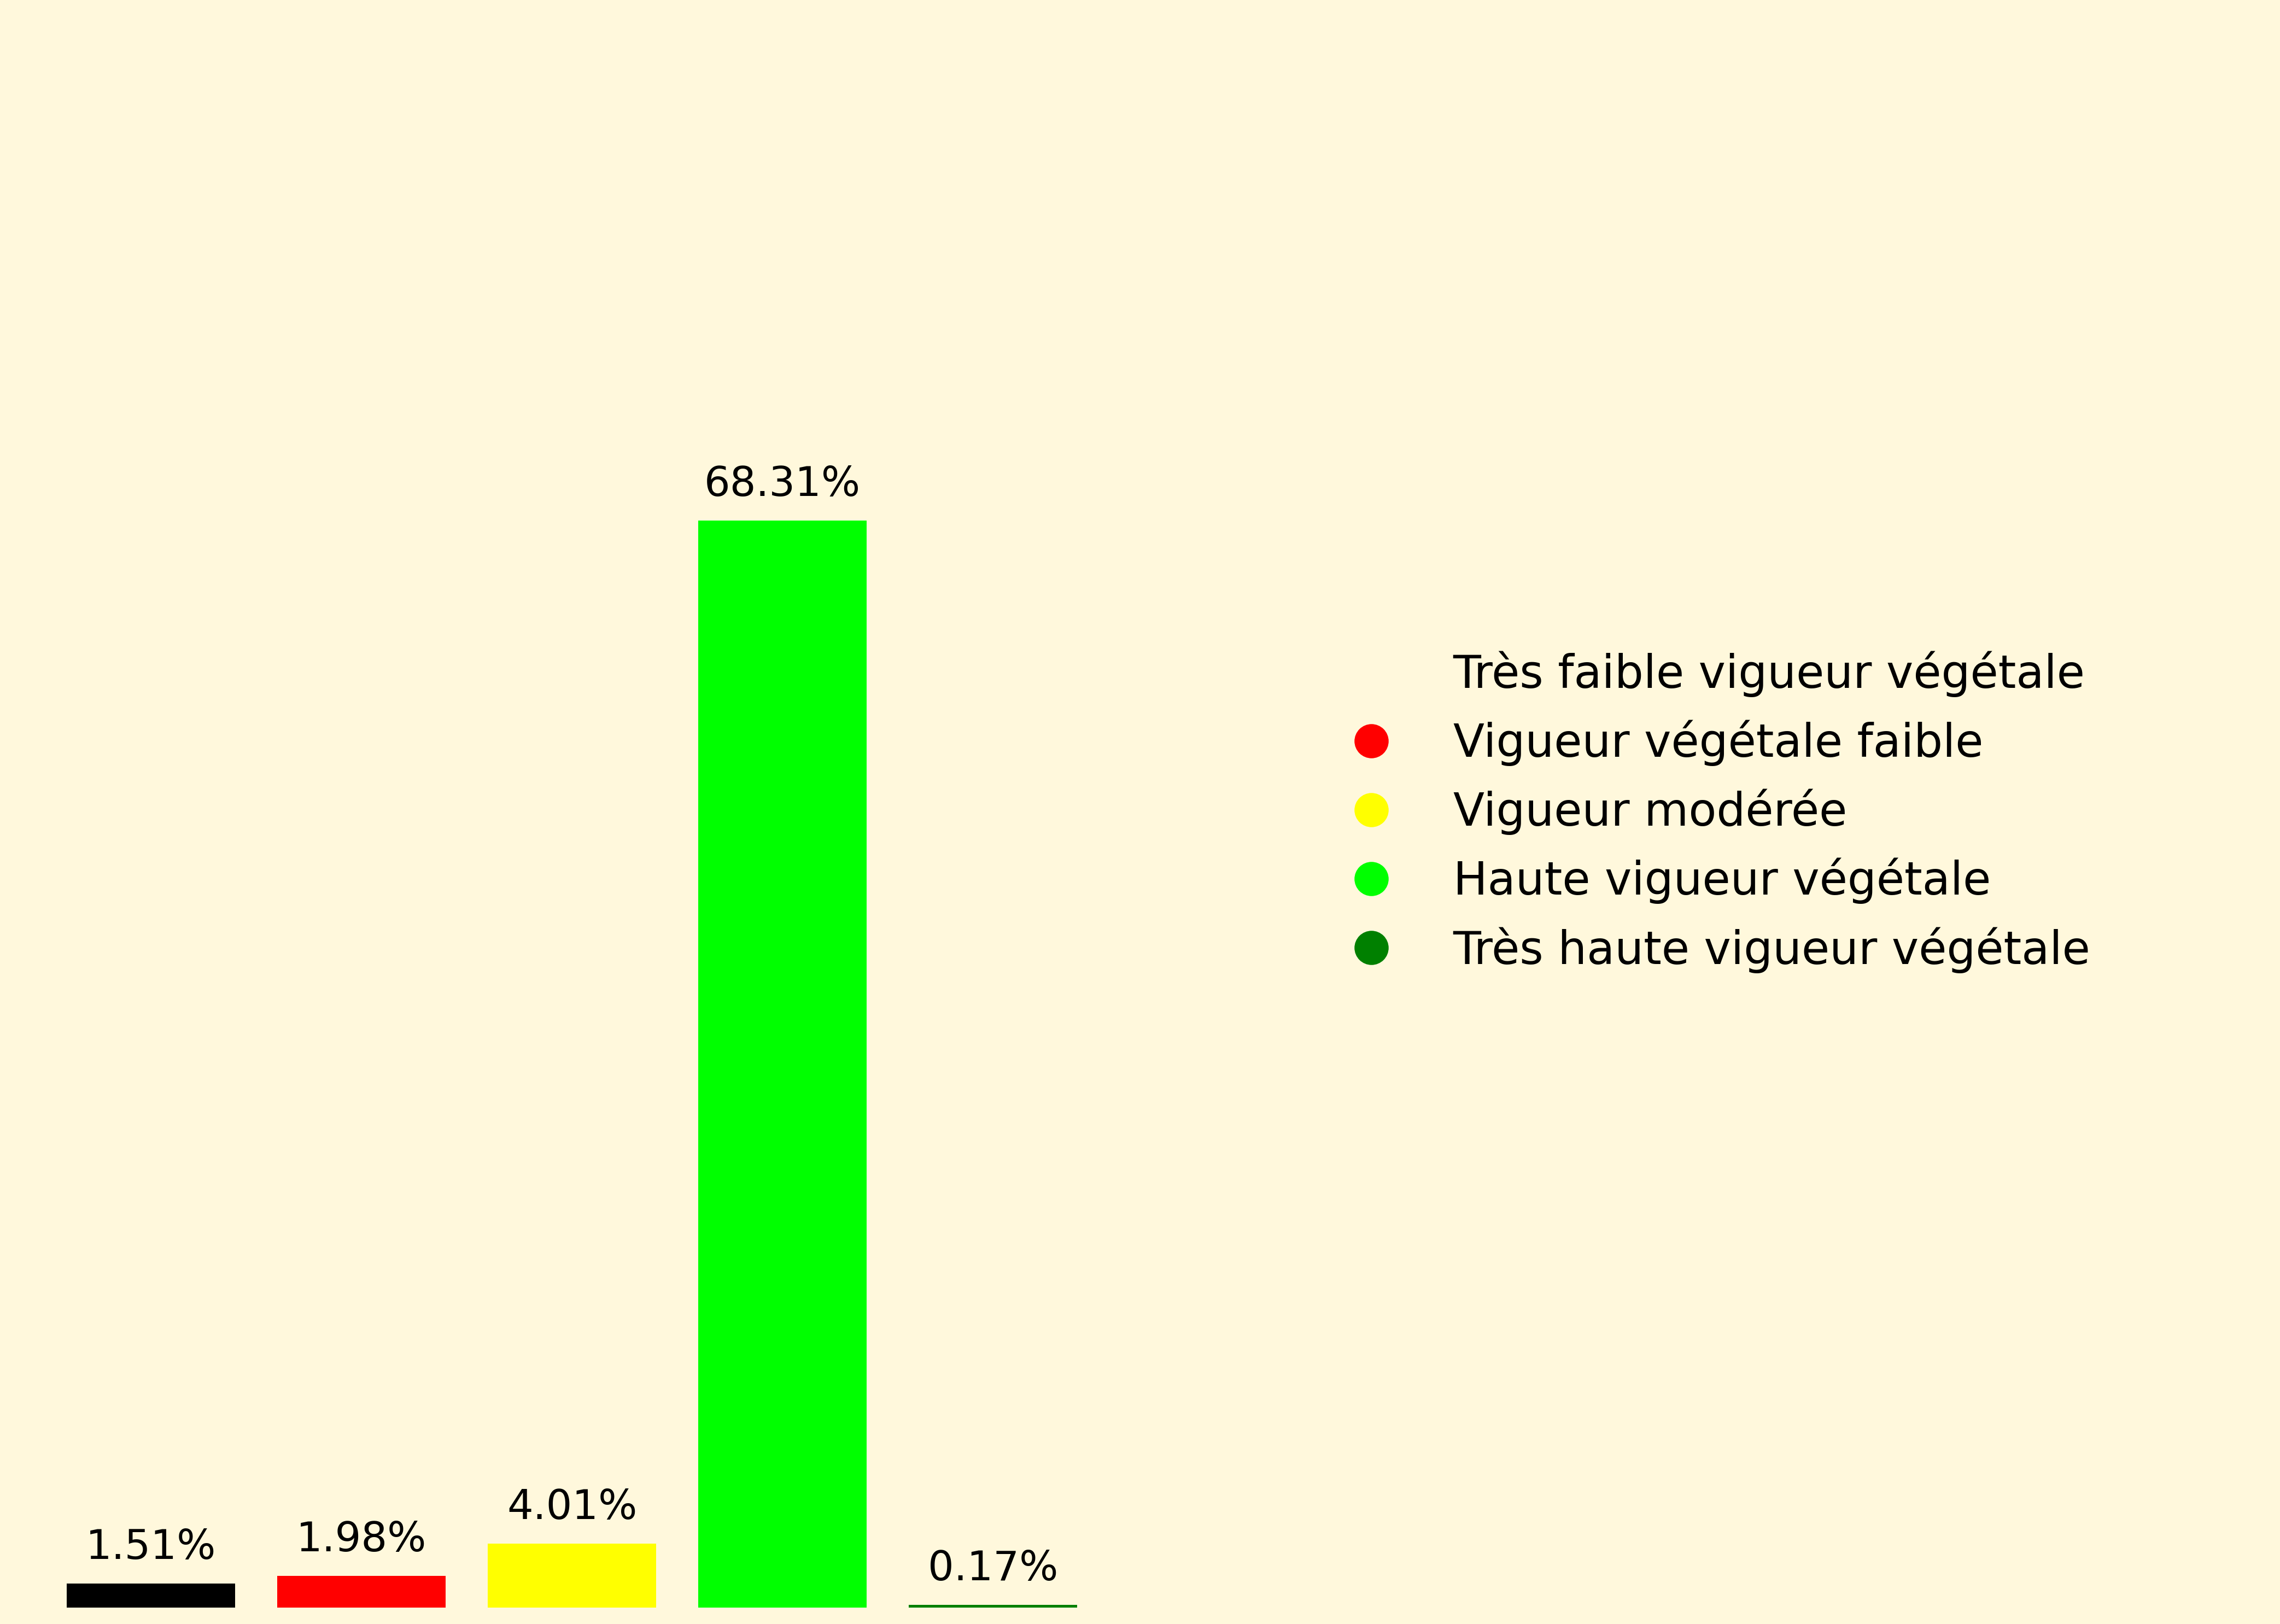 68.31%
Très faible vigueur végétale
Vigueur végétale faible
Vigueur modérée
Haute vigueur végétale
Très haute vigueur végétale
4.01%
1.98%
1.51%
0.17%